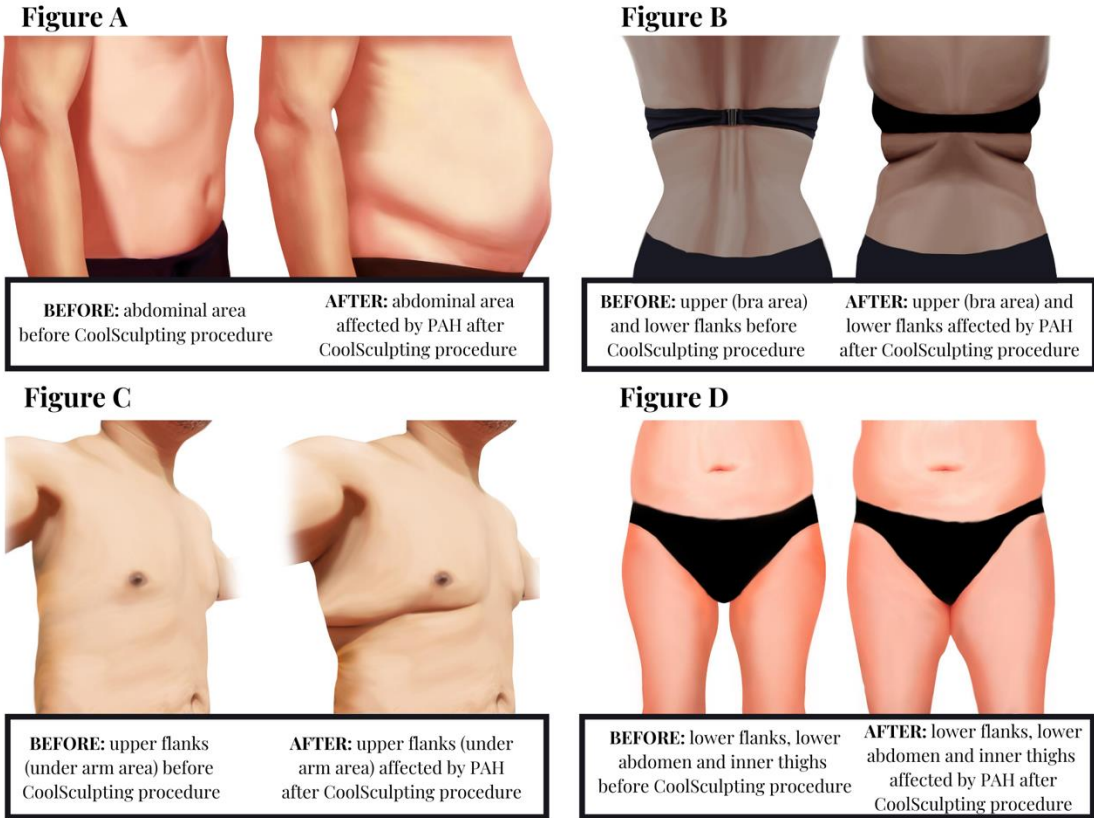 Figure A
Figure B
BEFORE: abdominal area
before CoolSculpting procedure
AFTER: abdominal area
affected by PAH after
CoolSculpting procedure
BEFORE: upper (bra area)
and lower flanks before
CoolSculpting procedure
AFTER: upper (bra area) and
lower flanks affected by PAH
after CoolSculpting procedure
Figure C
Figure D
BEFORE: upper flanks
(under arm area) before
CoolSculpting procedure
AFTER: upper flanks (under
arm area) affected by PAH
after CoolSculpting procedure
BEFORE: lower flanks, lower
abdomen and inner thighs
before CoolSculpting procedure
AFTER: lower flanks, lower
abdomen and inner thighs
affected by PAH after
CoolSculpting procedure